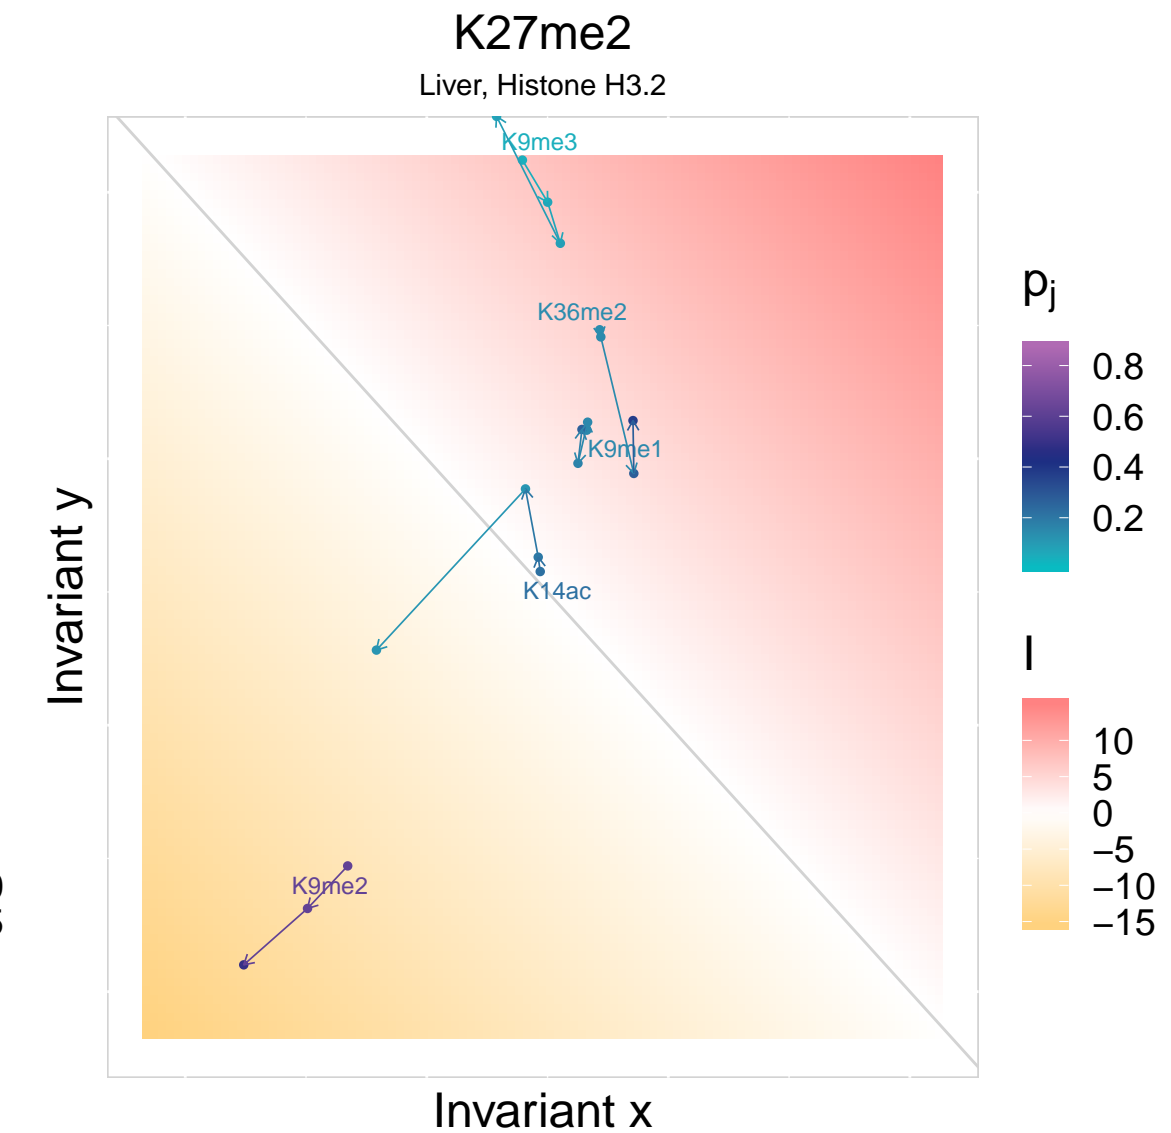 K27me2
Liver, Histone H3.2
K9me3
K36me2
K9me1
K14ac
K9me2
Invariant y
Invariant x
pj
0.8
0.6
0.4
0.2
I
10
5
0
−5
−10
−15